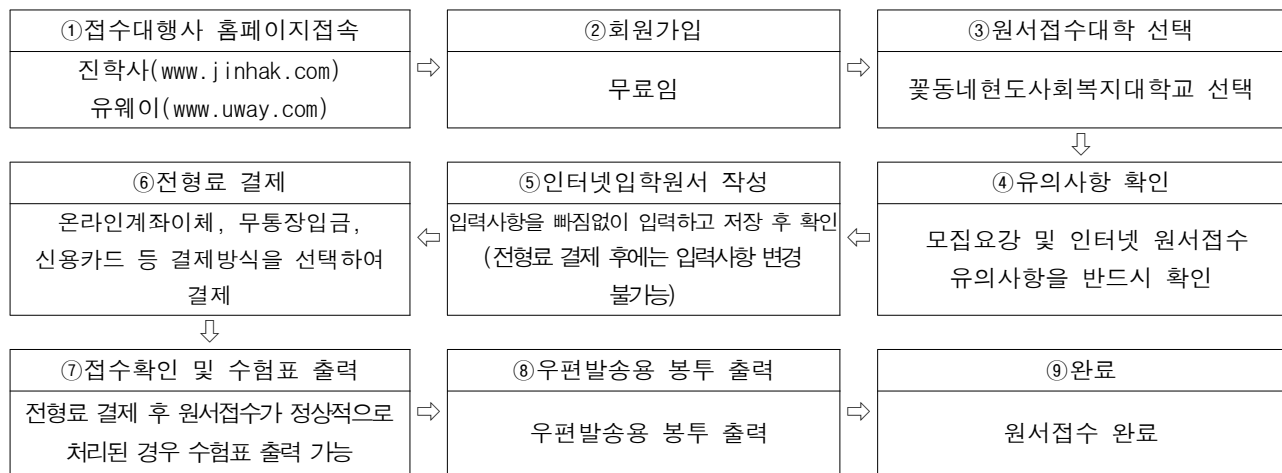 ①접수대행사 홈페이지접속
진학사(www.jinhak.com)
유웨이(www.uway.com)
⇨
②회원가입
무료임
⇨
③원서접수대학 선택
꽃동네현도사회복지대학교 선택
⇩
④유의사항 확인
모집요강 및 인터넷 원서접수
유의사항을 반드시 확인
⇦
⑤인터넷입학원서 작성
입력사항을 빠짐없이 입력하고 저장 후 확인
(전형료 결제 후에는 입력사항 변경
불가능)
⇦
⑥전형료 결제
온라인계좌이체, 무통장입금,
신용카드 등 결제방식을 선택하여
결제
⇩
⑦접수확인 및 수험표 출력
전형료 결제 후 원서접수가 정상적으로
처리된 경우 수험표 출력 가능
⇨
⑧우편발송용 봉투 출력
우편발송용 봉투 출력
⇨
⑨완료
원서접수 완료